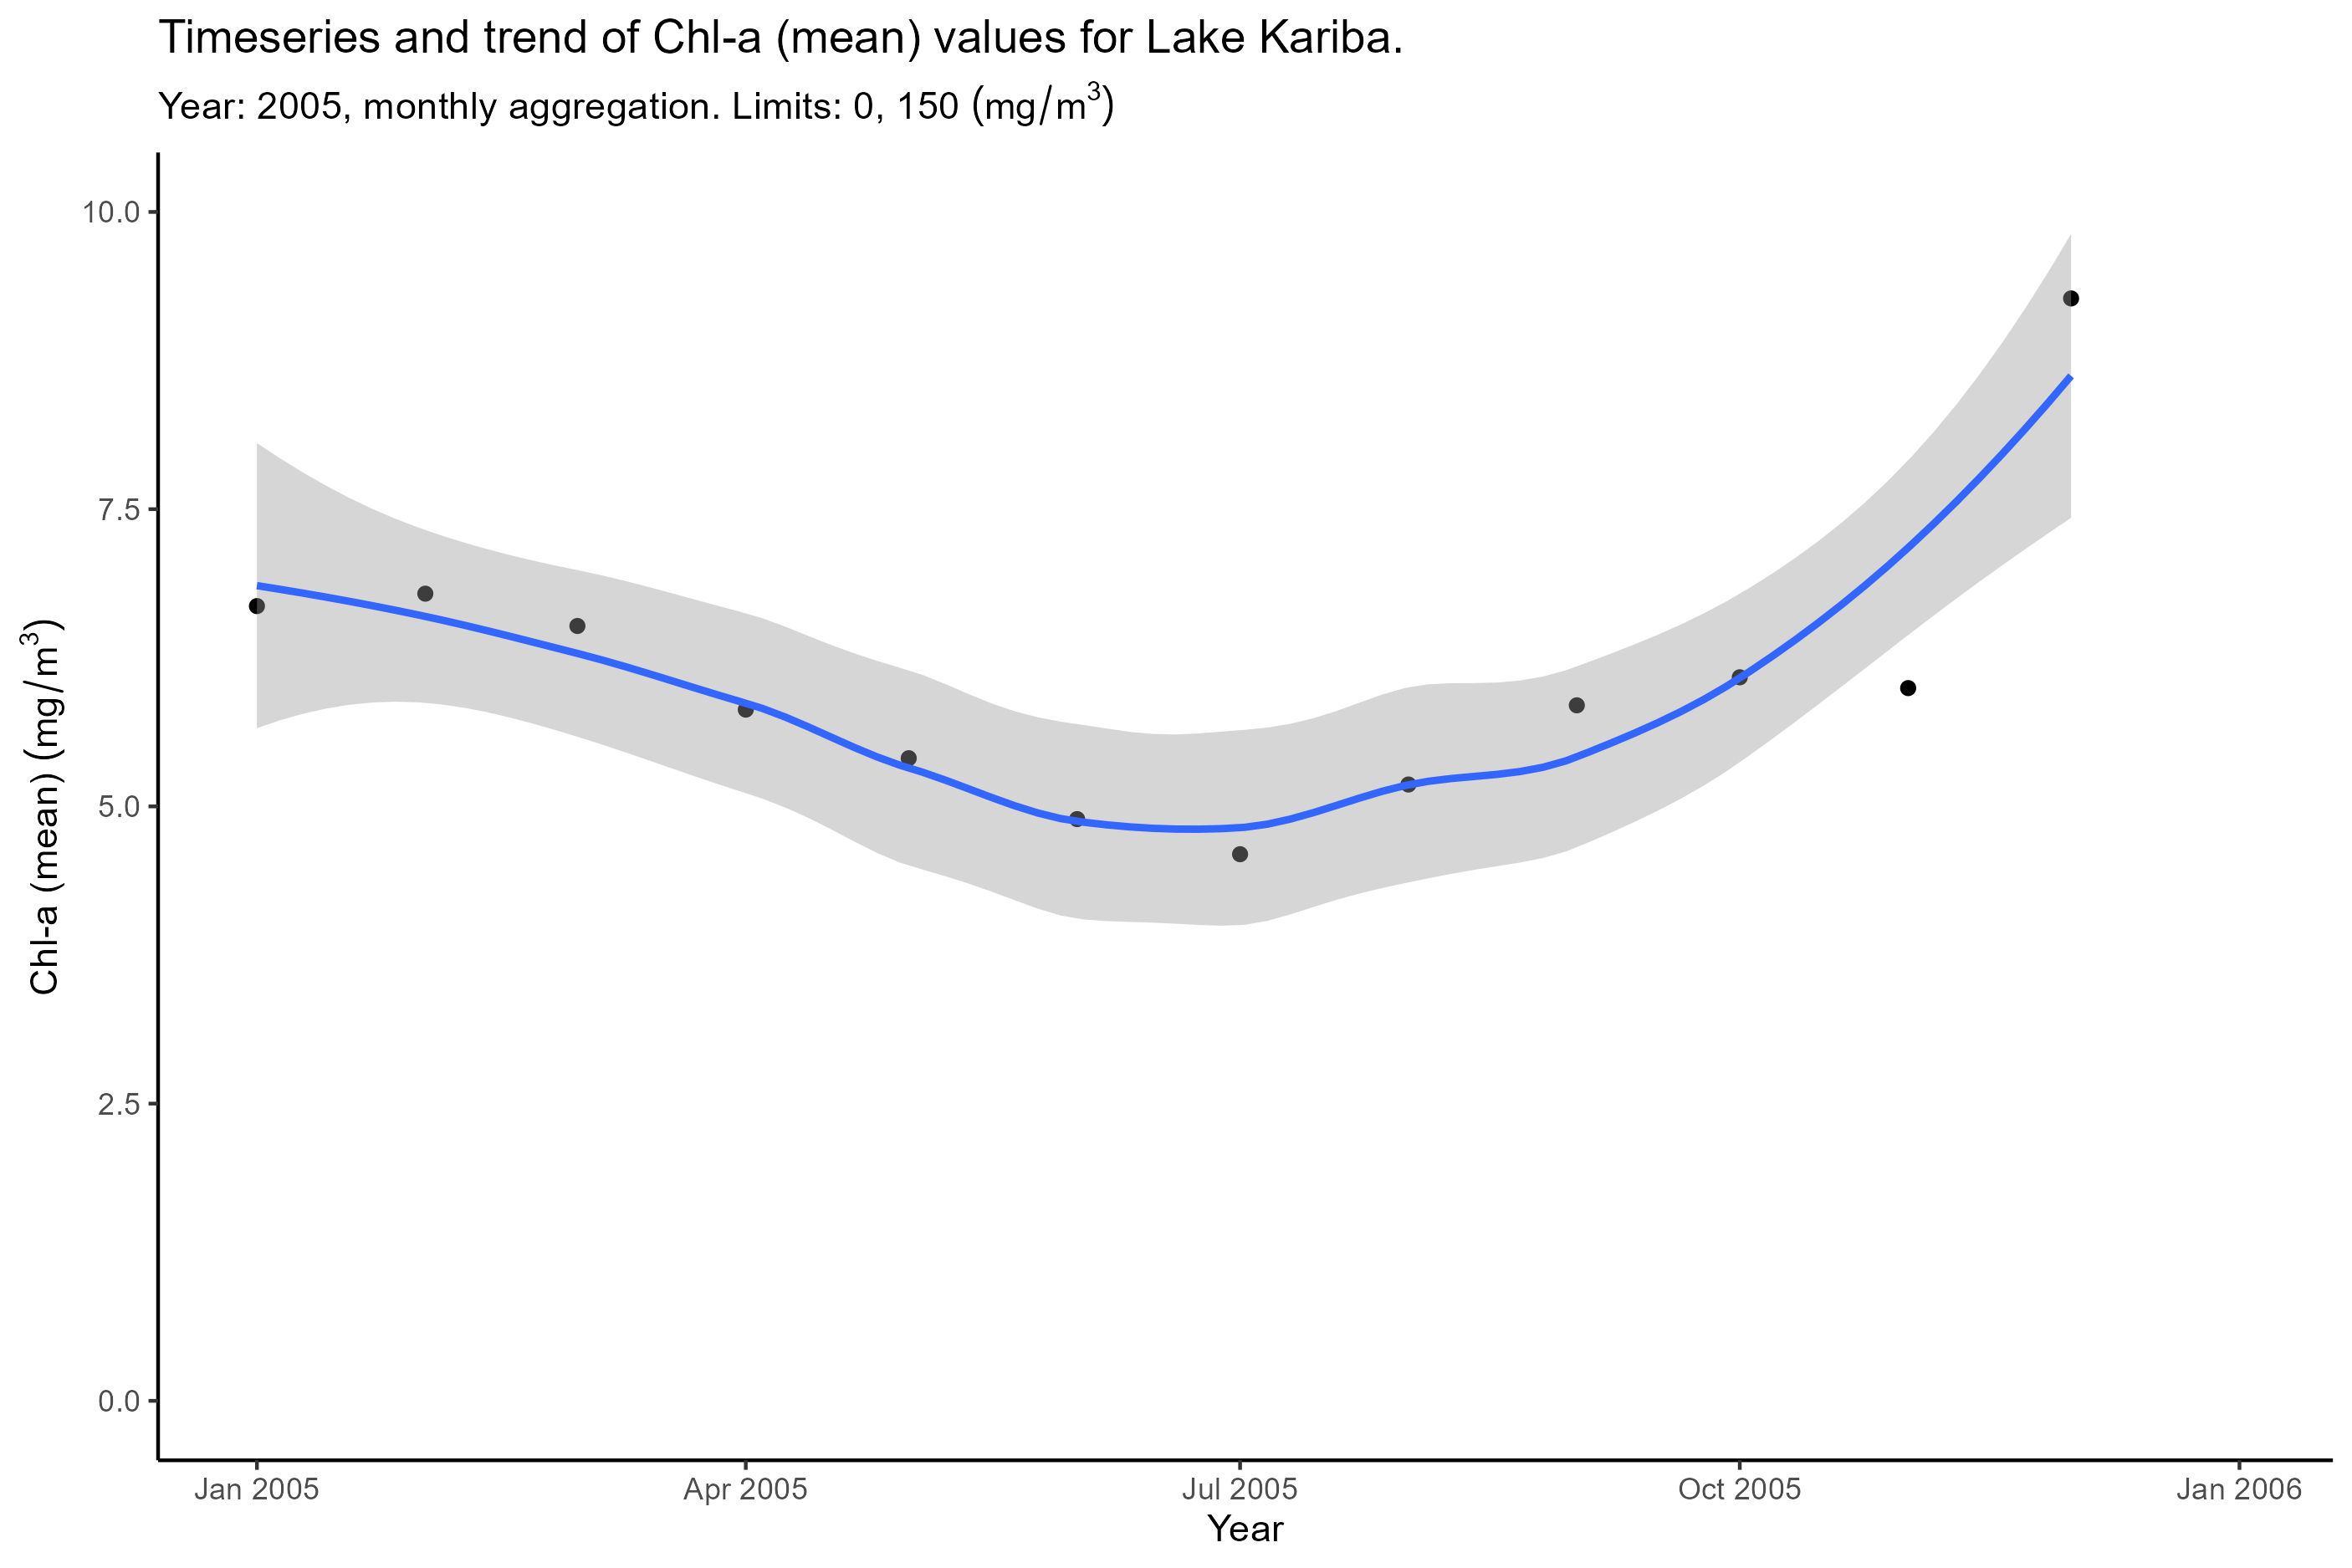 Timeseries and trend of Chl-a (mean) values for Lake Kariba.
Year: 2005, monthly aggregation. Limits: 0, 150 (mg/m³)
Chl-a (mean) (mg/m³)
10.0
7.5
5.0
2.5
0.0
Jan 2005
Apr 2005
Jul 2005
Oct 2005
Jan 2006
Year